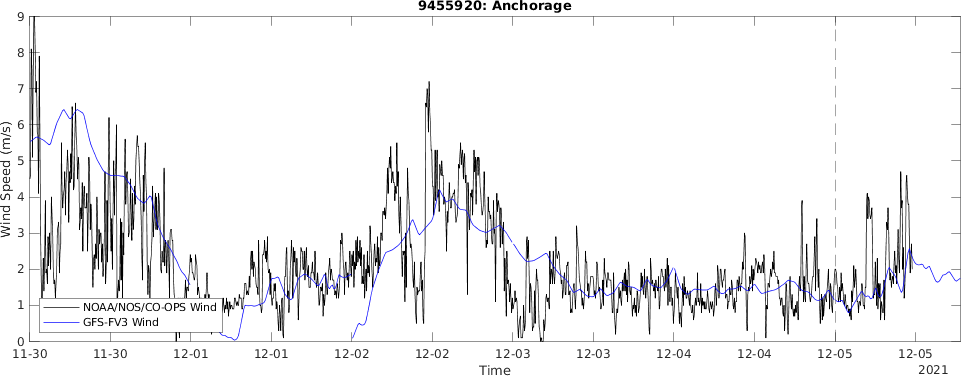 9455920: Anchorage
9
8
7
6
5
4
3
2
1
0
Wind Speed (m/s)
NOAA/NOS/CO-OPS Wind
GFS-FV3 Wind
11-30 11-30 12-01 12-01 12-02 12-02 12-03 12-03 12-04 12-04 12-05 12-05
Time
2021